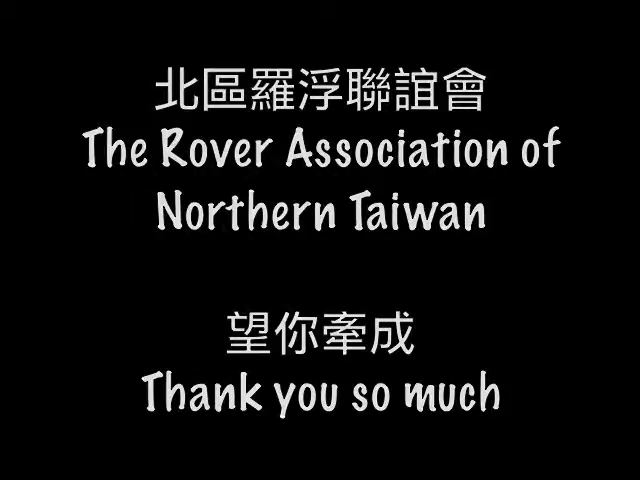 北區羅浮聯誼會
The Rover Association of
Northern Taiwan
望你牽成
Thank you so much